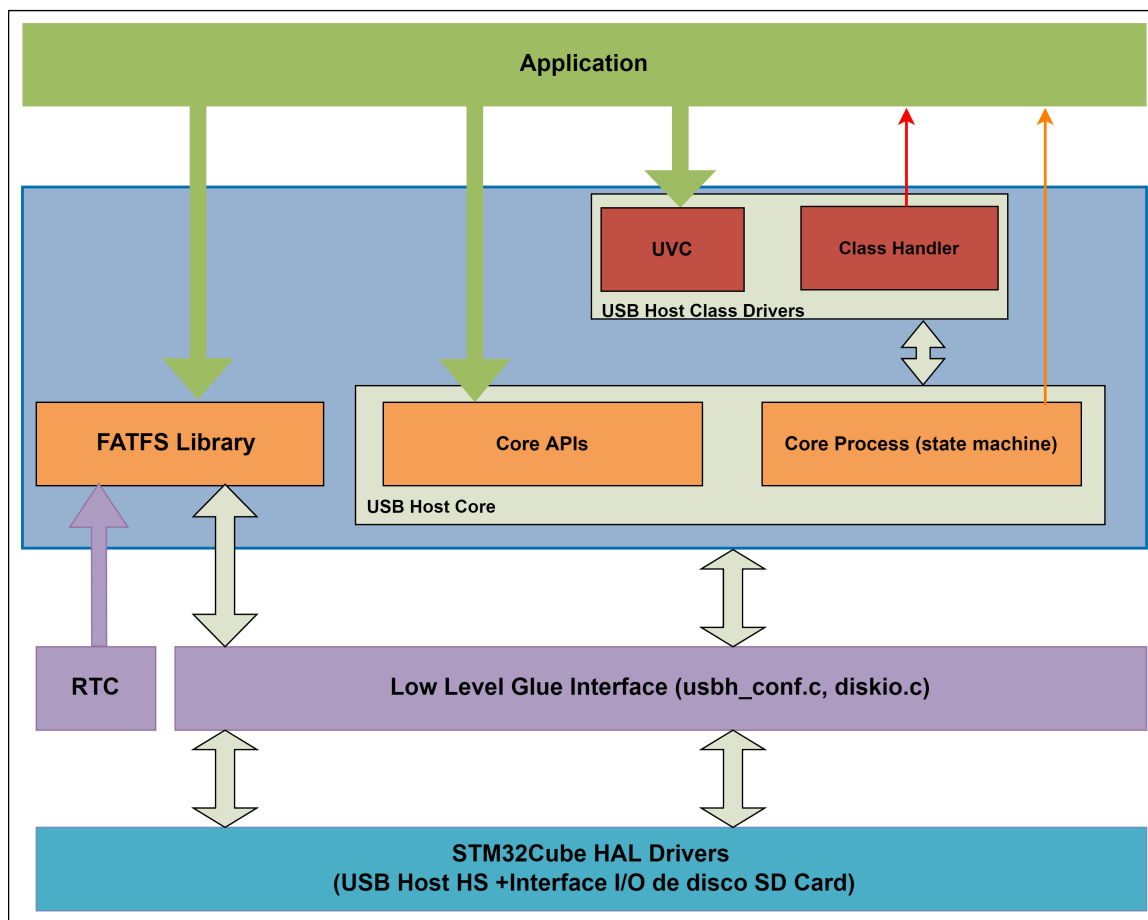 Application
UVC
Class Handler
USB Host Class Drivers
FATFS Library
Core APIs
Core Process (state machine)
USB Host Core
RTC
Low Level Glue Interface (usbh_conf.c, diskio.c)
STM32Cube HAL Drivers
(USB Host HS +Interface I/O de disco SD Card)